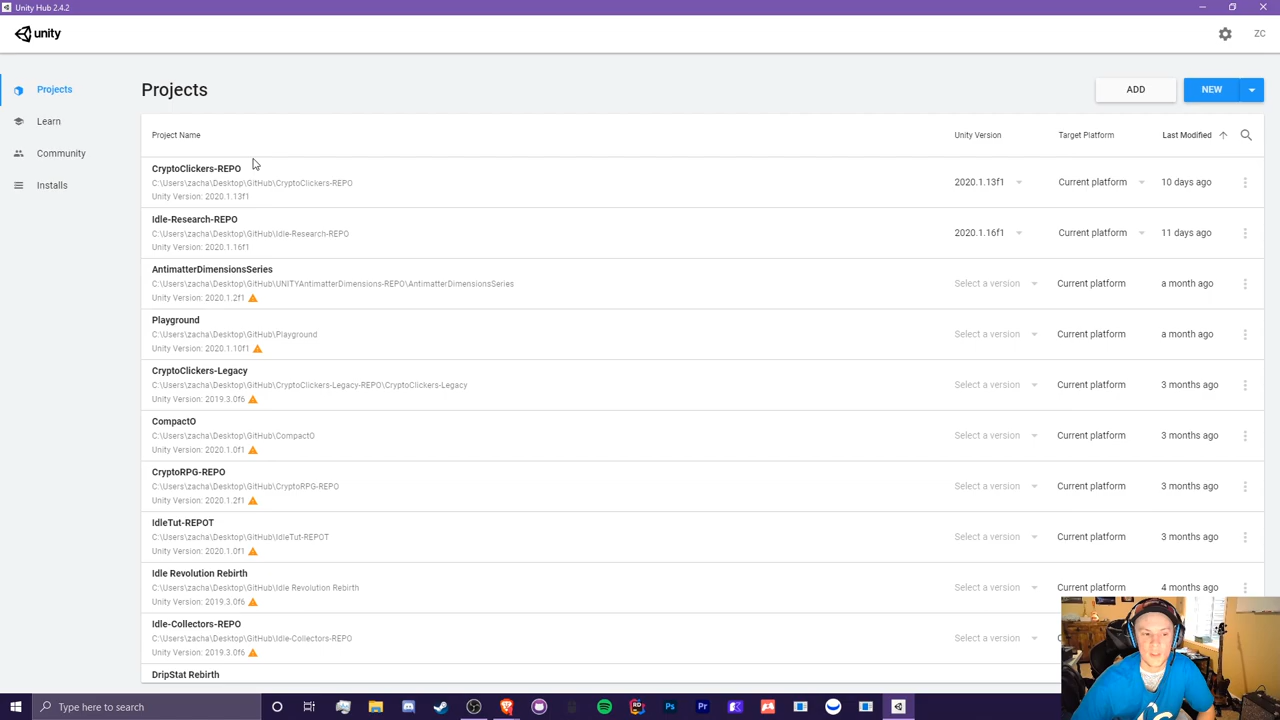 Unity Hub 2.4.2
unity
ZC
Projects
Learn
Community
Installs
Projects
ADD
NEW
Project Name
Unity Version
Target Platform
Last Modified
CryptoClickers-REPO
C:\Users\zacha\Desktop\GitHub\CryptoClickers-REPO
Unity Version: 2020.1.13f1
2020.1.13f1
Current platform
10 days ago
Idle-Research-REPO
C:\Users\zacha\Desktop\GitHub\Idle-Research-REPO
Unity Version: 2020.1.16f1
2020.1.16f1
Current platform
11 days ago
AntimatterDimensionsSeries
C:\Users\zacha\Desktop\GitHub\UNITYAntimatterDimensions-REPO\AntimatterDimensionsSeries
Unity Version: 2020.1.2f1
Select a version
Current platform
a month ago
Playground
C:\Users\zacha\Desktop\GitHub\Playground
Unity Version: 2020.1.10f1
Select a version
Current platform
a month ago
CryptoClickers-Legacy
C:\Users\zacha\Desktop\GitHub\CryptoClickers-Legacy-REPO\CryptoClickers-Legacy
Unity Version: 2019.3.0f6
Select a version
Current platform
3 months ago
CompactO
C:\Users\zacha\Desktop\GitHub\CompactO
Unity Version: 2020.1.0f1
Select a version
Current platform
3 months ago
CryptoRPG-REPO
C:\Users\zacha\Desktop\GitHub\CryptoRPG-REPO
Unity Version: 2020.1.2f1
Select a version
Current platform
3 months ago
IdleTut-REPOT
C:\Users\zacha\Desktop\GitHub\IdleTut-REPOT
Unity Version: 2020.1.0f1
Select a version
Current platform
3 months ago
Idle Revolution Rebirth
C:\Users\zacha\Desktop\GitHub\Idle Revolution Rebirth
Unity Version: 2019.3.0f6
Select a version
Current platform
4 months ago
Idle-Collectors-REPO
C:\Users\zacha\Desktop\GitHub\Idle-Collectors-REPO
Unity Version: 2019.3.0f6
Select a version
DripStat Rebirth
Type here to search